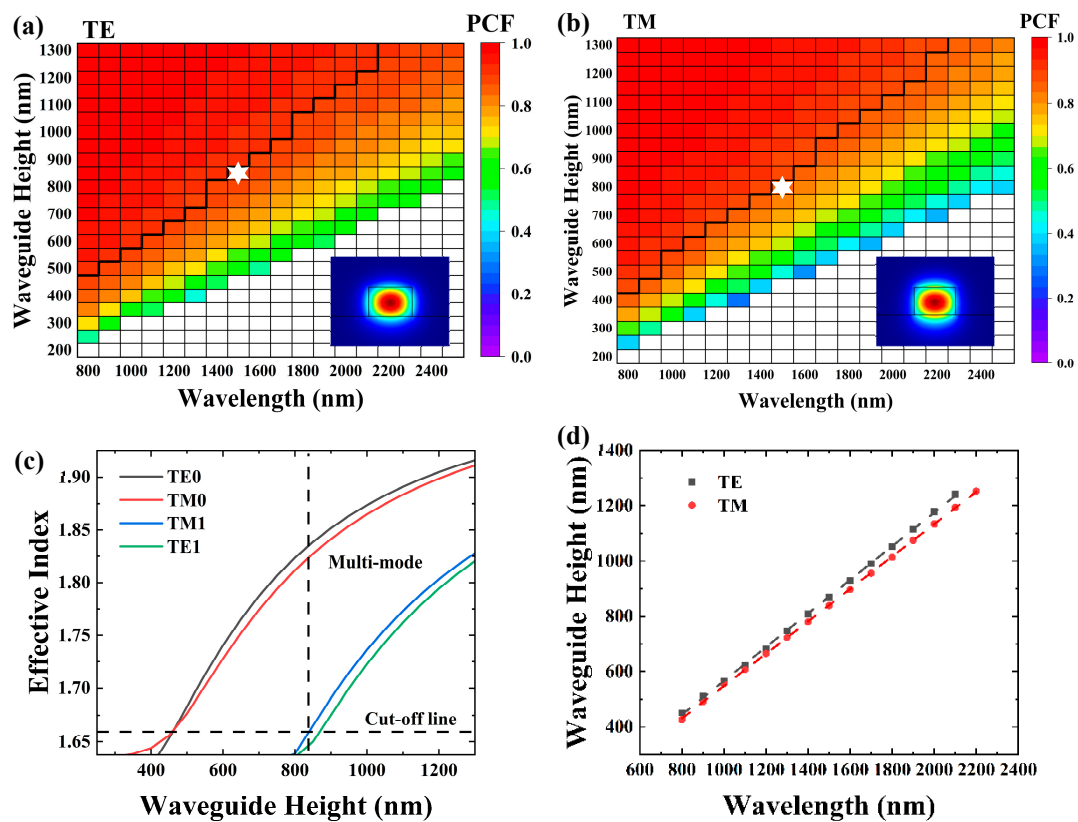 (a) TE PCF
1300
1200
1100
1000
900
800
700
600
500
400
300
200
Waveguide Height (nm)
800 1000 1200 1400 1600 1800 2000 2200 2400
Wavelength (nm)
1.0
0.8
0.6
0.4
0.2
0.0
(b) TM PCF
1300
1200
1100
1000
900
800
700
600
500
400
300
200
Waveguide Height (nm)
800 1000 1200 1400 1600 1800 2000 2200 2400
Wavelength (nm)
1.0
0.8
0.6
0.4
0.2
0.0
(c)
1.90
1.85
1.80
1.75
1.70
1.65
Effective Index
TE0
TM0
TM1
TE1
Multi-mode
Cut-off line
400 600 800 1000 1200
Waveguide Height (nm)
(d)
1400
1200
1000
800
600
400
Waveguide Height (nm)
TE
TM
600 800 1000 1200 1400 1600 1800 2000 2200 2400
Wavelength (nm)